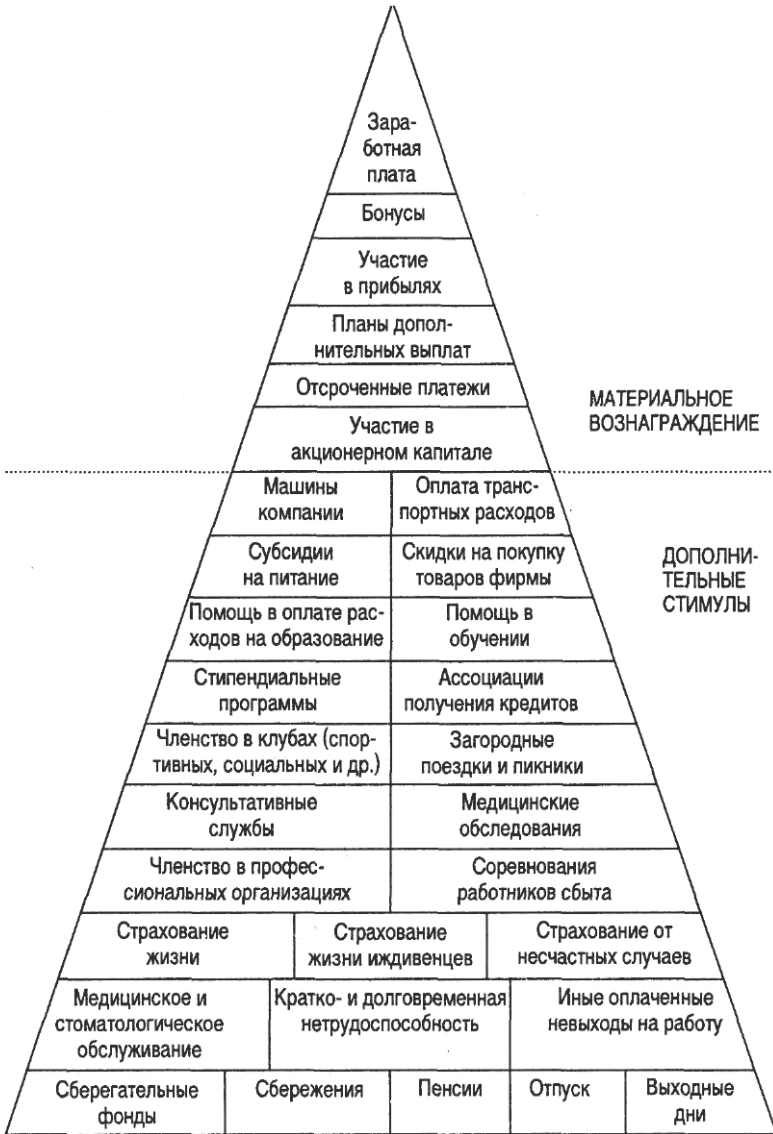 Зара-
ботная
плата
Бонусы
Участие
в прибылях
Планы допол-
нительных выплат
Отсроченные платежи
Участие в
акционерном капитале
МАТЕРИАЛЬНОЕ
ВОЗНАГРАЖДЕНИЕ
Машины
компании
Оплата транс-
портных расходов
Субсидии
на питание
Скидки на покупку
товаров фирмы
ДОПОЛНИ-
ТЕЛЬНЫЕ
СТИМУЛЫ
Помощь в оплате рас-
ходов на образование
Помощь в
обучении
Стипендиальные
программы
Ассоциации
получения кредитов
Членство в клубах (спор-
тивных, социальных и др.)
Загородные
поездки и пикники
Консультативные
службы
Медицинские
обследования
Членство в профес-
сиональных организациях
Соревнования
работников сбыта
Страхование
жизни
Страхование
жизни иждивенцев
Страхование от
несчастных случаев
Медицинское и
стоматологическое
обслуживание
Кратко- и долговременная
нетрудоспособность
Иные оплаченные
невыходы на работу
Сберегательные
фонды
Сбережения
Пенсии
Отпуск
Выходные
дни